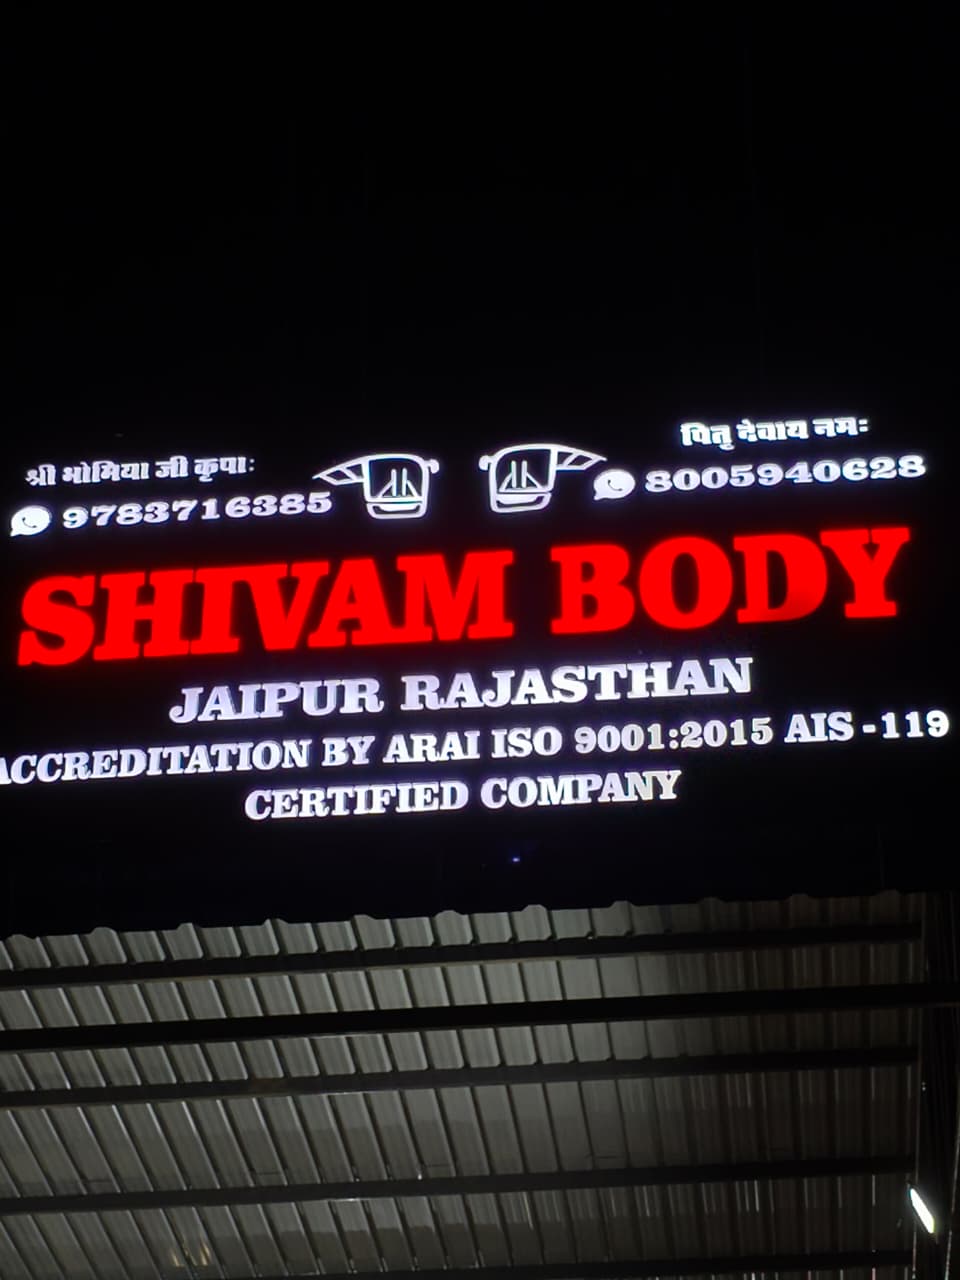 श्री भोमिया जी कृपाः
पितृ देवाय नमः
9783716385
8005940628
SHIVAM BODY
JAIPUR RAJASTHAN
ACCREDITATION BY ARAI ISO 9001:2015 AIS -119
CERTIFIED COMPANY